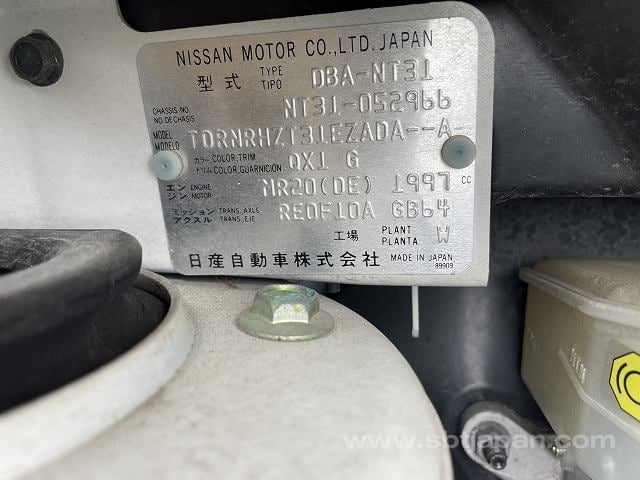 NISSAN MOTOR CO.,LTD.JAPAN
型式 TYPE TIPO DBA-NT31
CHASSIS NO NO.DE CHASIS NT31-052966
MODEL MODELO TDRNRHZT31EZADA--A
カラー トリム COLOR,TRIM COLOR,GUARNICION QX1 G
エンジン ENGINE MOTOR MR20(DE) 1997 CC
ミッション アクスル TRANS.AXLE TRANS.EJE RE0F10A GB64
工場 PLANT PLANTA W
日産自動車株式会社 MADE IN JAPAN
89909
www.sbtjapan.com